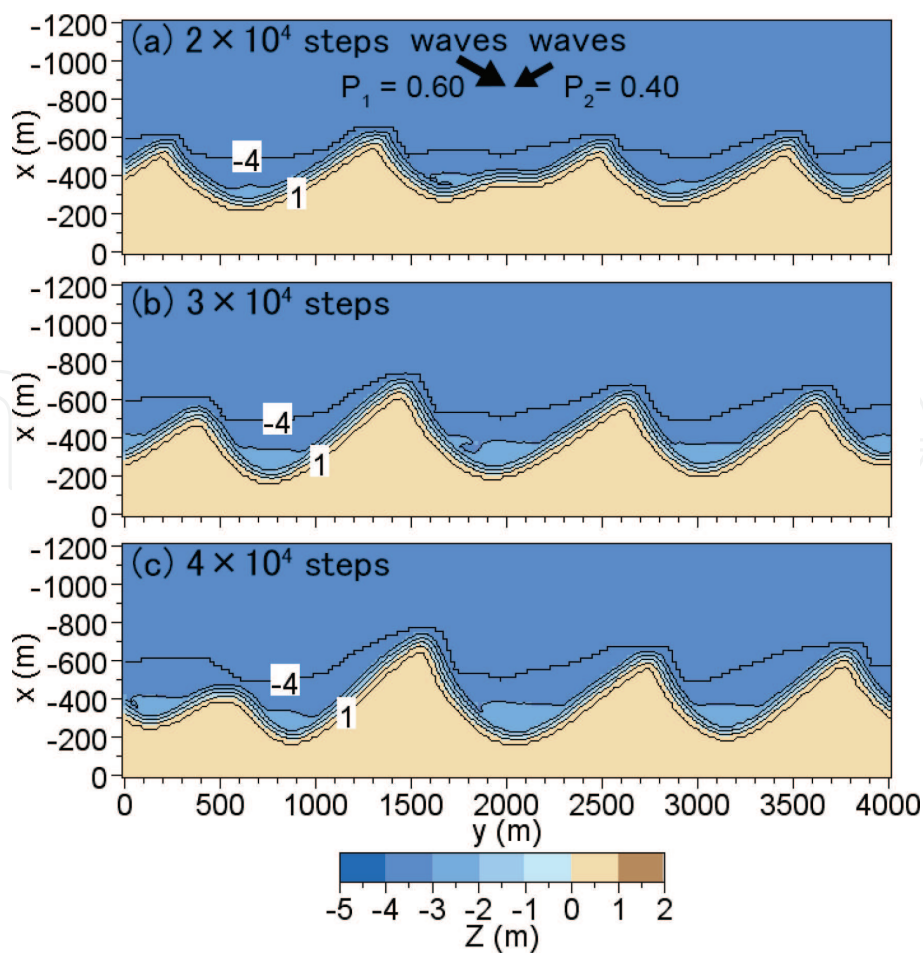 (a) 2×10⁴ steps waves waves
P₁ = 0.60 P₂ = 0.40
-1200
-1000
-800
-600
-400
-200
0
x (m)
-4
1
(b) 3×10⁴ steps
-1200
-1000
-800
-600
-400
-200
0
x (m)
-4
1
(c) 4×10⁴ steps
-1200
-1000
-800
-600
-400
-200
0
x (m)
-4
1
0 500 1000 1500 2000 2500 3000 3500 4000
y (m)
-5 -4 -3 -2 -1 0 1 2
Z (m)